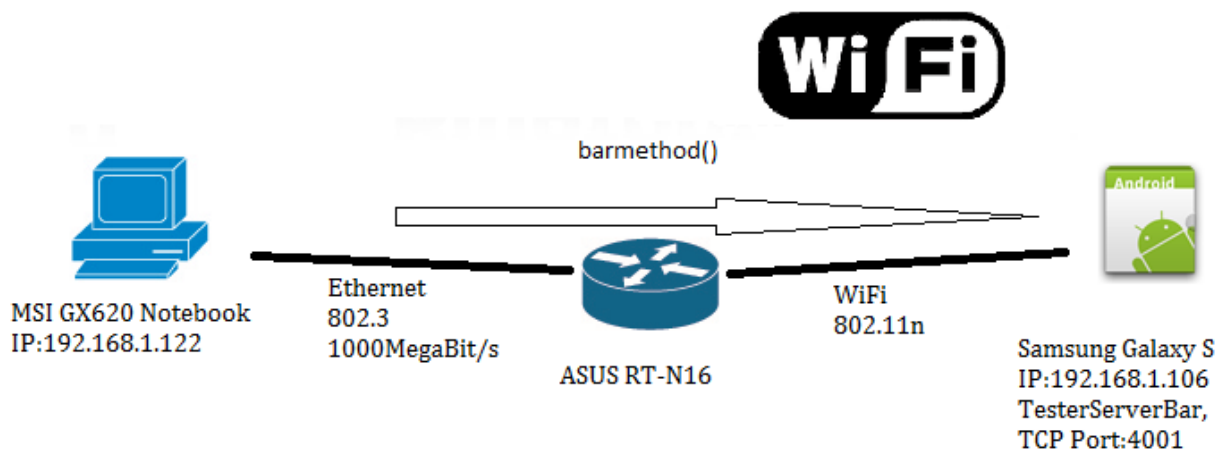 WiFi
barmethod()
Android
MSI GX620 Notebook
IP:192.168.1.122
Ethernet
802.3
1000MegaBit/s
ASUS RT-N16
WiFi
802.11n
Samsung Galaxy S
IP:192.168.1.106
TesterServerBar,
TCP Port:4001